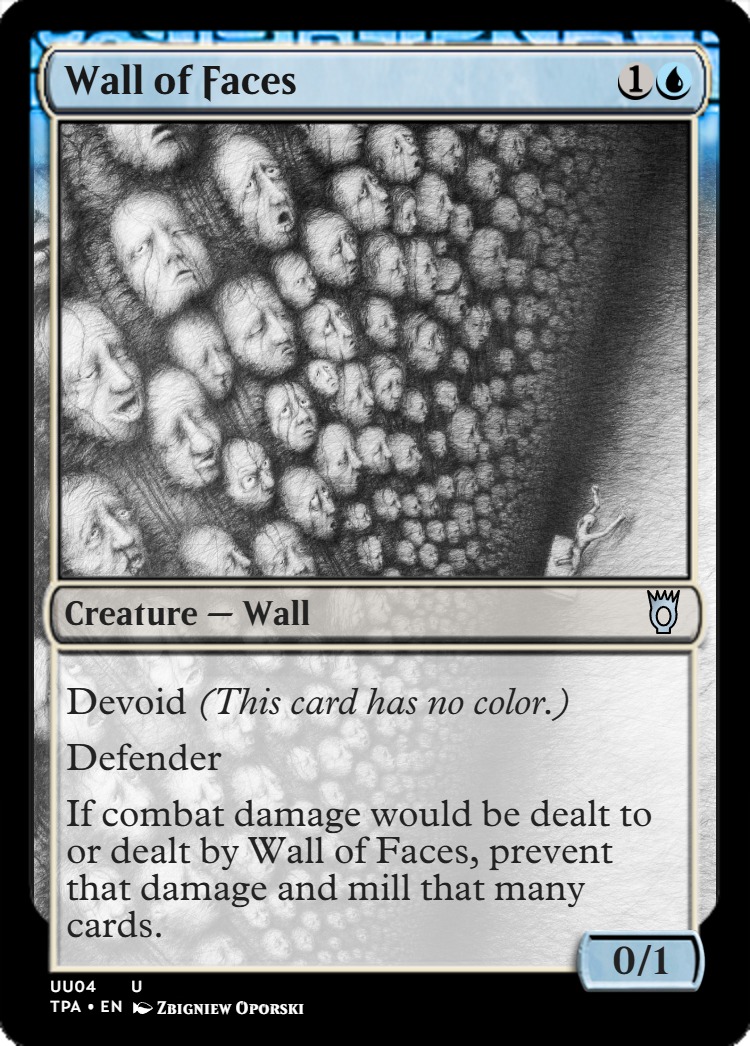 Wall of Faces 1
Creature — Wall
Devoid (This card has no color.)
Defender
If combat damage would be dealt to
or dealt by Wall of Faces, prevent
that damage and mill that many
cards.
0/1
UU04 U
TPA • EN Zbigniew Oporski